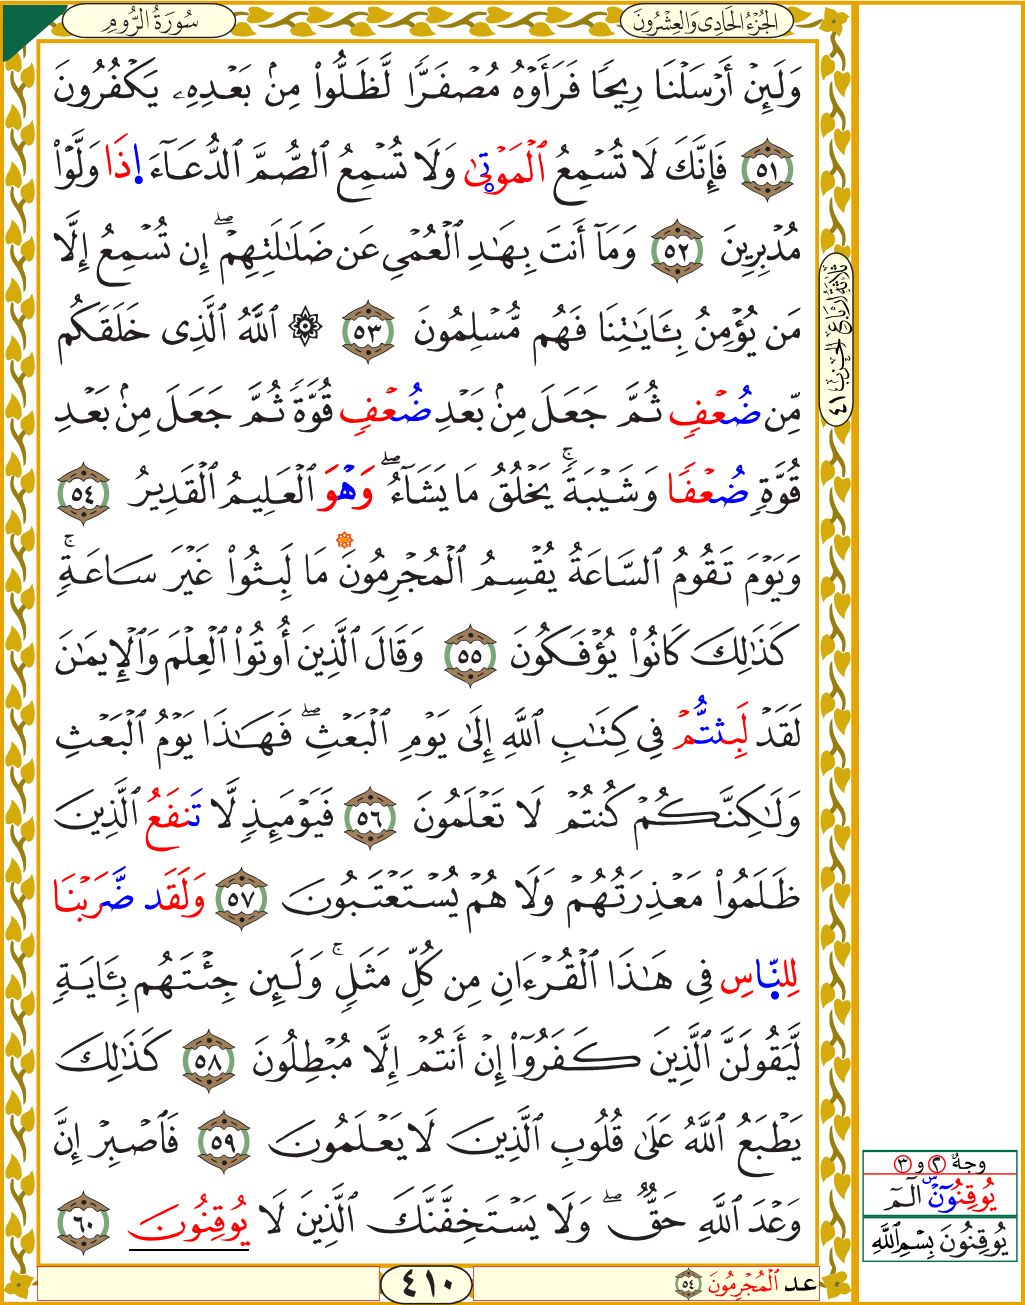 الجُزْءُ الحَادِى وَالعِشْرُونَ
سُورَةُ الرُّومِ
وَلَئِنْ أَرْسَلْنَا رِيحًا فَرَأَوْهُ مُصْفَرًّا لَّظَلُّوا۟ مِنۢ بَعْدِهِۦ يَكْفُرُونَ
٥١ فَإِنَّكَ لَا تُسْمِعُ ٱلْمَوْتِىٰ وَلَا تُسْمِعُ ٱلصُّمَّ ٱلدُّعَآءَ إِذَا وَلَّوْا۟
مُدْبِرِينَ ٥٢ وَمَآ أَنتَ بِهَـٰدِ ٱلْعُمْىِ عَن ضَلَـٰلَتِهِمْۖ إِن تُسْمِعُ إِلَّا
مَن يُؤْمِنُ بِـَٔايَـٰتِنَا فَهُم مُّسْلِمُونَ ٥٣ ۞ ٱللَّهُ ٱلَّذِى خَلَقَكُم
مِّن ضُعْفٍ ثُمَّ جَعَلَ مِنۢ بَعْدِ ضُعْفٍ قُوَّةً ثُمَّ جَعَلَ مِنۢ بَعْدِ
قُوَّةٍ ضُعْفًا وَشَيْبَةًۚ يَخْلُقُ مَا يَشَآءُۖ وَهْوَ ٱلْعَلِيمُ ٱلْقَدِيرُ ٥٤
وَيَوْمَ تَقُومُ ٱلسَّاعَةُ يُقْسِمُ ٱلْمُجْرِمُونَ مَا لَبِثُوا۟ غَيْرَ سَاعَةٍۚ
كَذَٰلِكَ كَانُوا۟ يُؤْفَكُونَ ٥٥ وَقَالَ ٱلَّذِينَ أُوتُوا۟ ٱلْعِلْمَ وَٱلْإِيمَـٰنَ
لَقَدْ لَبِثتُّمْ فِى كِتَـٰبِ ٱللَّهِ إِلَىٰ يَوْمِ ٱلْبَعْثِۖ فَهَـٰذَا يَوْمُ ٱلْبَعْثِ
وَلَـٰكِنَّكُمْ كُنتُمْ لَا تَعْلَمُونَ ٥٦ فَيَوْمَئِذٍ لَّا تَنفَعُ ٱلَّذِينَ
ظَلَمُوا۟ مَعْذِرَتُهُمْ وَلَا هُمْ يُسْتَعْتَبُونَ ٥٧ وَلَقَد ضَّرَبْنَا
لِلنَّاسِ فِى هَـٰذَا ٱلْقُرْءَانِ مِن كُلِّ مَثَلٍۚ وَلَئِن جِئْتَهُم بِـَٔايَةٍ
لَّيَقُولَنَّ ٱلَّذِينَ كَفَرُوٓا۟ إِنْ أَنتُمْ إِلَّا مُبْطِلُونَ ٥٨ كَذَٰلِكَ
يَطْبَعُ ٱللَّهُ عَلَىٰ قُلُوبِ ٱلَّذِينَ لَا يَعْلَمُونَ ٥٩ فَٱصْبِرْ إِنَّ
وَعْدَ ٱللَّهِ حَقٌّۖ وَلَا يَسْتَخِفَّنَّكَ ٱلَّذِينَ لَا يُوقِنُونَ ٦٠
ثَلَاثَةُ أَرْبَاعِ الحِزْبِ ٤١
وجهُ ٢ و ٣
يُوقِنُونَ الٓمٓ
يُوقِنُونَ بِسْمِ ٱللَّهِ
عد ٱلْمُجْرِمُونَ ٥٤
٤١٠